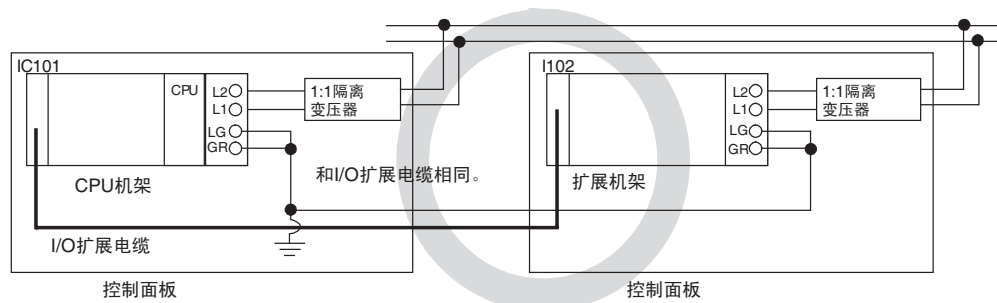 IC101
CPU
L2
L1
LG
GR
1:1隔离
变压器
CPU机架
和I/O扩展电缆相同。
I/O扩展电缆
控制面板
I102
L2
L1
LG
GR
1:1隔离
变压器
扩展机架
控制面板